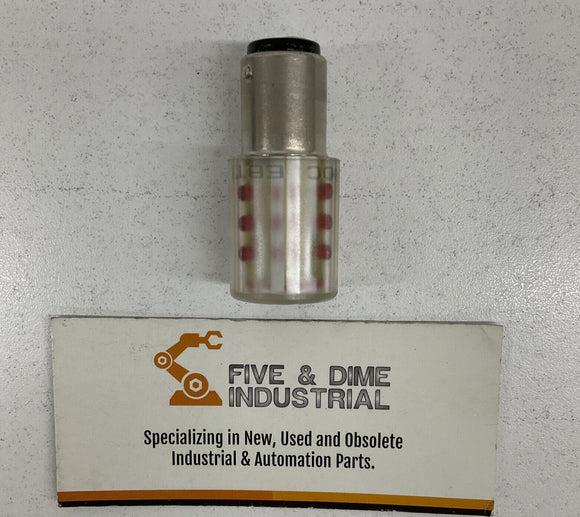 FIVE & DIME
INDUSTRIAL
Specializing in New, Used and Obsolete
Industrial & Automation Parts.